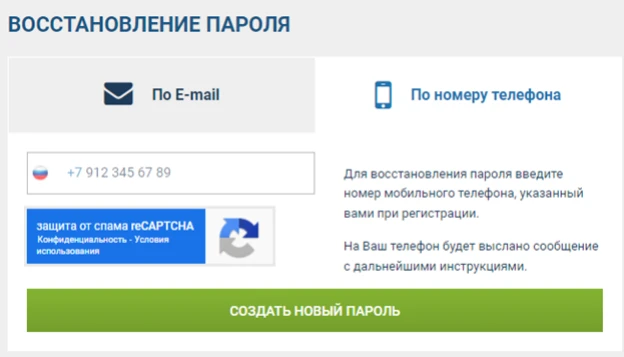 ВОССТАНОВЛЕНИЕ ПАРОЛЯ
По E-mail
По номеру телефона
+7 912 345 67 89
защита от спама reCAPTCHA
Конфиденциальность - Условия
использования
Для восстановления пароля введите
номер мобильного телефона, указанный
вами при регистрации.
На Ваш телефон будет выслано сообщение
с дальнейшими инструкциями.
СОЗДАТЬ НОВЫЙ ПАРОЛЬ